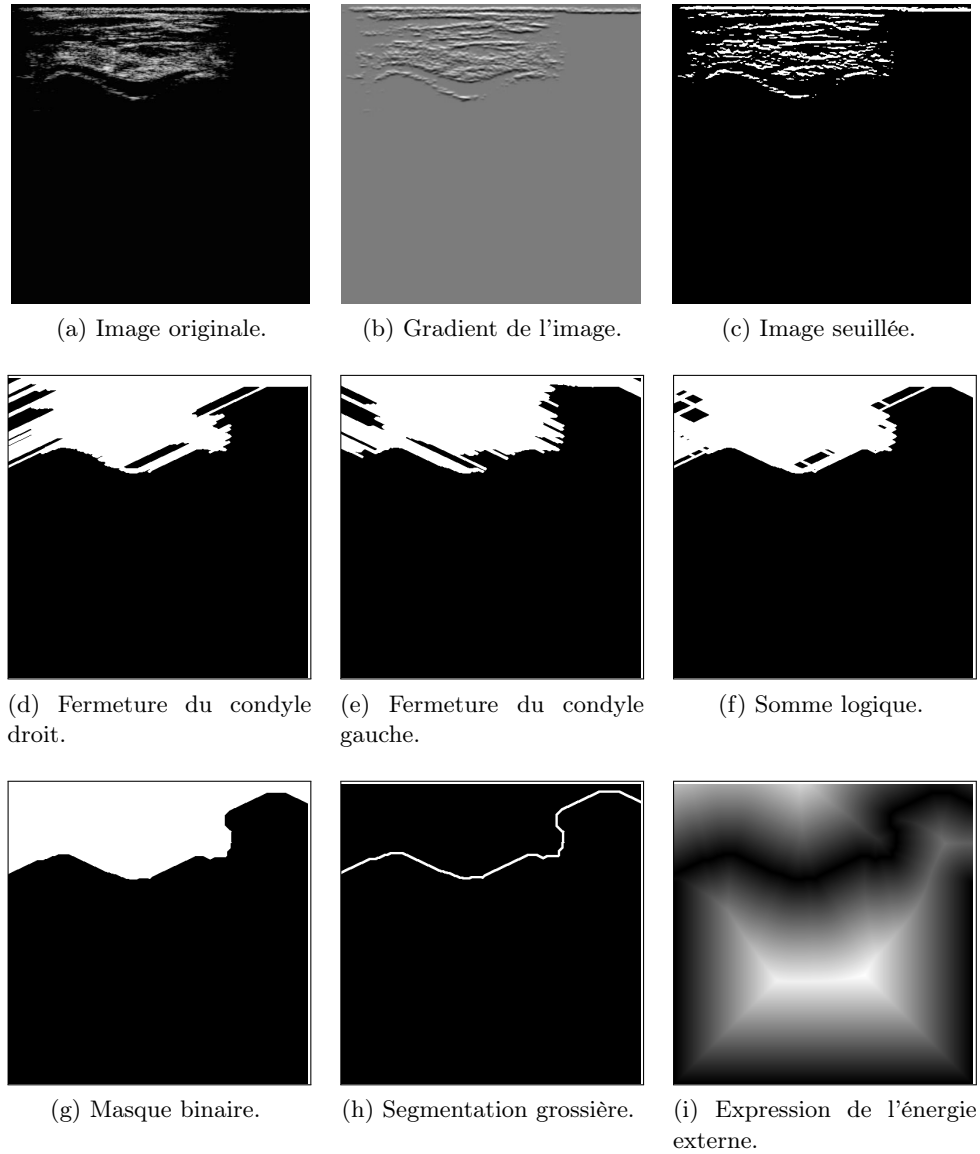 (a) Image originale.
(b) Gradient de l'image.
(c) Image seuillée.
(d) Fermeture du condyle
droit.
(e) Fermeture du condyle
gauche.
(f) Somme logique.
(g) Masque binaire.
(h) Segmentation grossière.
(i) Expression de l'énergie
externe.